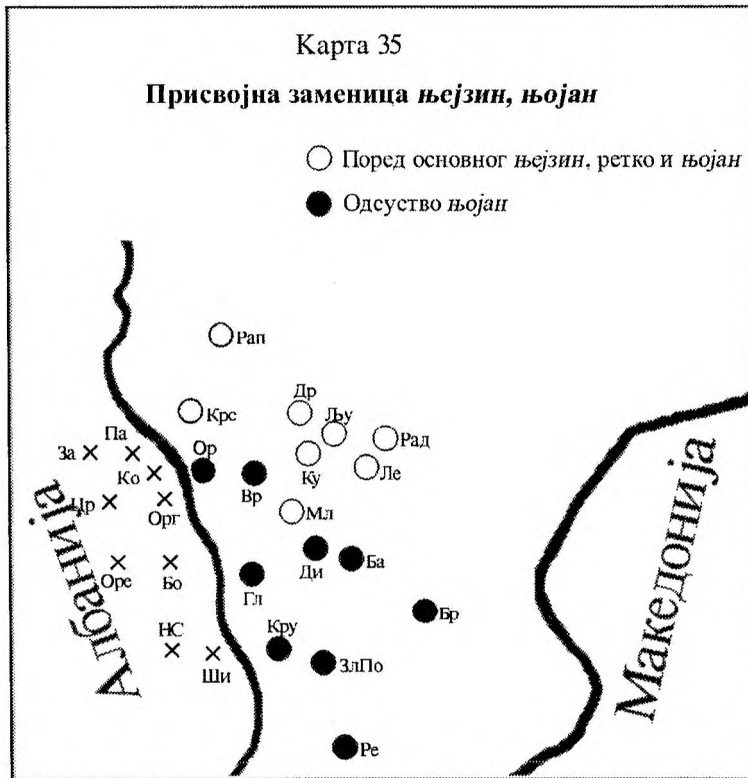 Карта 35
Присвојна заменица њејзин, њојан
Поред основног њејзин, ретко и њојан
Одсуство њојан
Рап
Крс
Др
Љу
Рад
Ку
Ле
Па
За
Ко
Ор
Вр
Цр
Орг
Мл
Оре
Бо
Гл
Ди
Ба
Бр
НС
Ши
Кру
ЗлПо
Ре
Албанија
Македонија